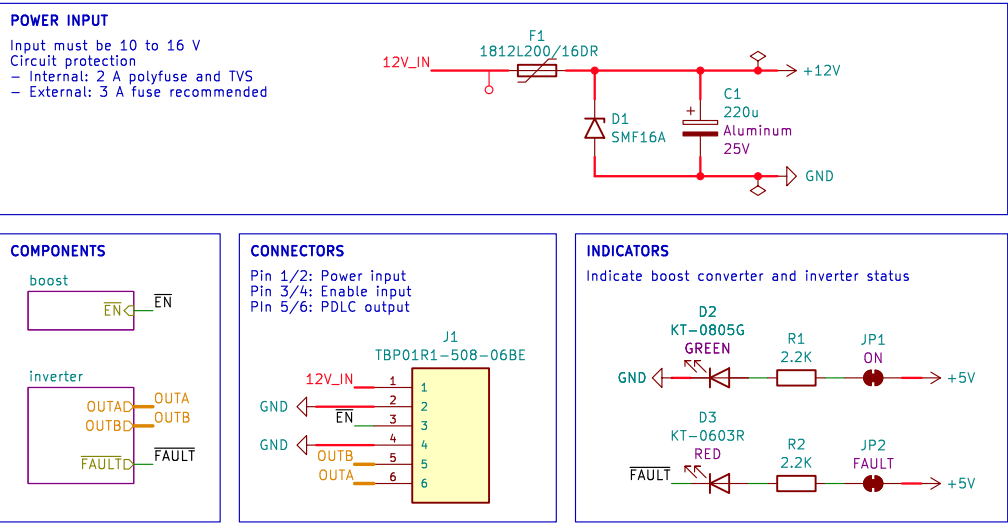 POWER INPUT
Input must be 10 to 16 V
Circuit protection
– Internal: 2 A polyfuse and TVS
– External: 3 A fuse recommended
F1
1812L200/16DR
12V_IN
+12V
D1
SMF16A
C1
220u
Aluminum
25V
+
GND
COMPONENTS
boost
EN
EN
inverter
OUTA
OUTA
OUTB
OUTB
FAULT
FAULT
CONNECTORS
Pin 1/2: Power input
Pin 3/4: Enable input
Pin 5/6: PDLC output
J1
TBP01R1-508-06BE
12V_IN 1 1
GND 2 2
EN 3 3
GND 4 4
OUTB 5 5
OUTA 6 6
INDICATORS
Indicate boost converter and inverter status
D2
KT-0805G
GREEN
R1
2.2K
JP1
ON
GND
+5V
D3
KT-0603R
RED
R2
2.2K
JP2
FAULT
FAULT
+5V